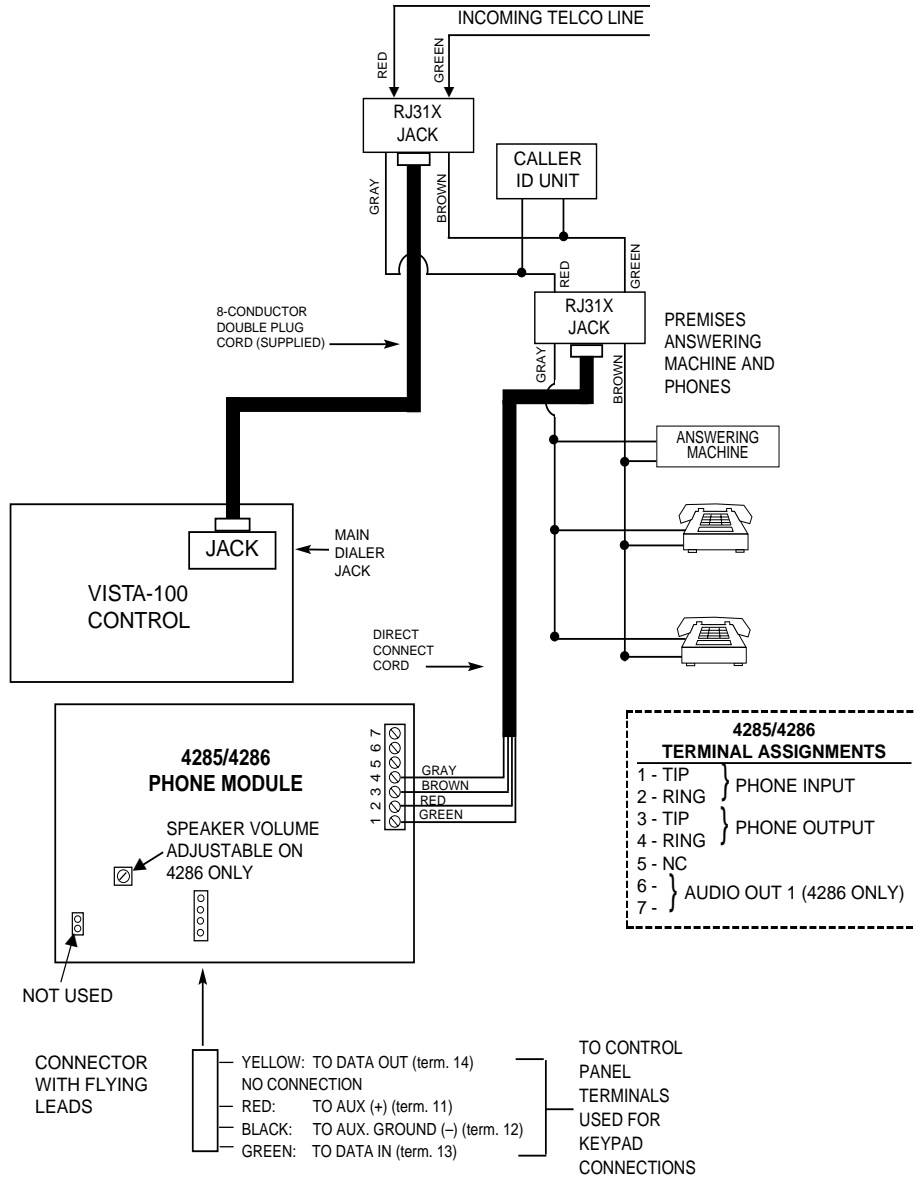 INCOMING TELCO LINE
RED
GREEN
RJ31X
JACK
CALLER
ID UNIT
GRAY
BROWN
RED
GREEN
8-CONDUCTOR
DOUBLE PLUG
CORD (SUPPLIED)
RJ31X
JACK
PREMISES
ANSWERING
MACHINE AND
PHONES
GRAY
BROWN
ANSWERING
MACHINE
JACK
MAIN
DIALER
JACK
VISTA-100
CONTROL
DIRECT
CONNECT
CORD
4285/4286
PHONE MODULE
7
6
5
4
3
2
1
GRAY
BROWN
RED
GREEN
SPEAKER VOLUME
ADJUSTABLE ON
4286 ONLY
NOT USED
4285/4286
TERMINAL ASSIGNMENTS
1 - TIP
2 - RING
PHONE INPUT
3 - TIP
4 - RING
PHONE OUTPUT
5 - NC
6 -
7 -
AUDIO OUT 1 (4286 ONLY)
CONNECTOR
WITH FLYING
LEADS
YELLOW: TO DATA OUT (term. 14)
NO CONNECTION
RED: TO AUX (+) (term. 11)
BLACK: TO AUX. GROUND (–) (term. 12)
GREEN: TO DATA IN (term. 13)
TO CONTROL
PANEL
TERMINALS
USED FOR
KEYPAD
CONNECTIONS